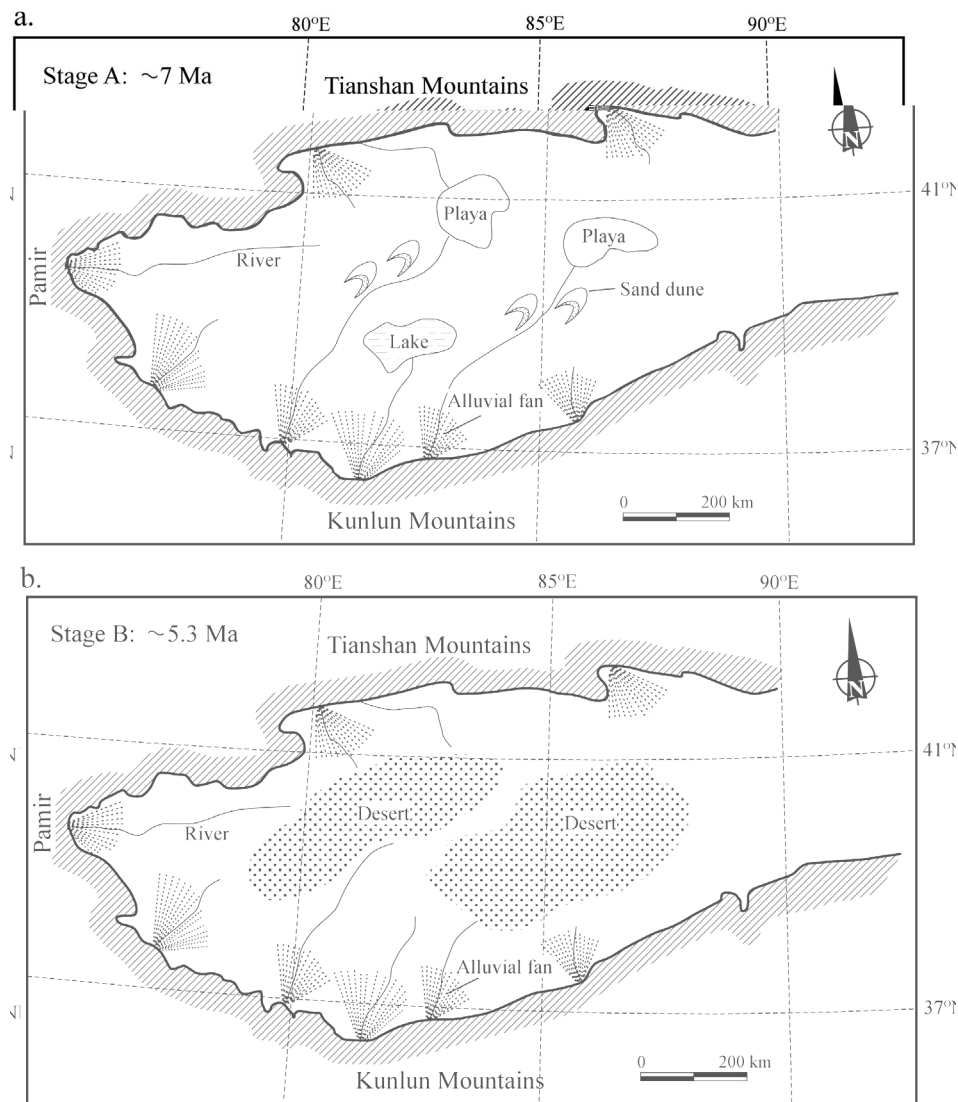 a.
80°E 85°E 90°E
Stage A: ～7 Ma
Tianshan Mountains
N
41°N
Playa
Playa
River
Pamir
Sand dune
Lake
Alluvial fan
37°N
0 200 km
Kunlun Mountains
b.
80°E 85°E 90°E
Stage B: ～5.3 Ma
Tianshan Mountains
N
41°N
Desert
Desert
River
Pamir
Alluvial fan
37°N
0 200 km
Kunlun Mountains